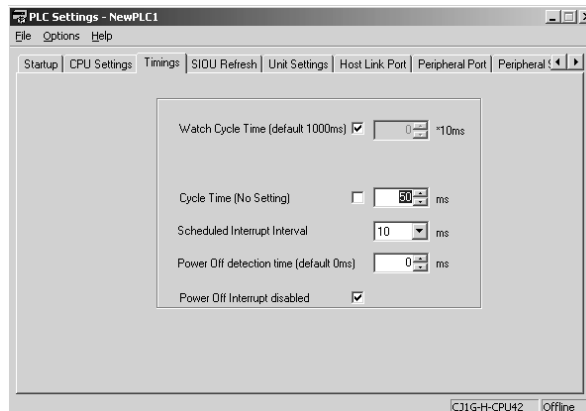 PLC Settings - NewPLC1
File Options Help
Startup CPU Settings Timings SIOU Refresh Unit Settings Host Link Port Peripheral Port Peripheral
Watch Cycle Time (default 1000ms) 0 *10ms
Cycle Time (No Setting) 50 ms
Scheduled Interrupt Interval 10 ms
Power Off detection time (default 0ms) 0 ms
Power Off Interrupt disabled
CJ1G-H-CPU42 Offline